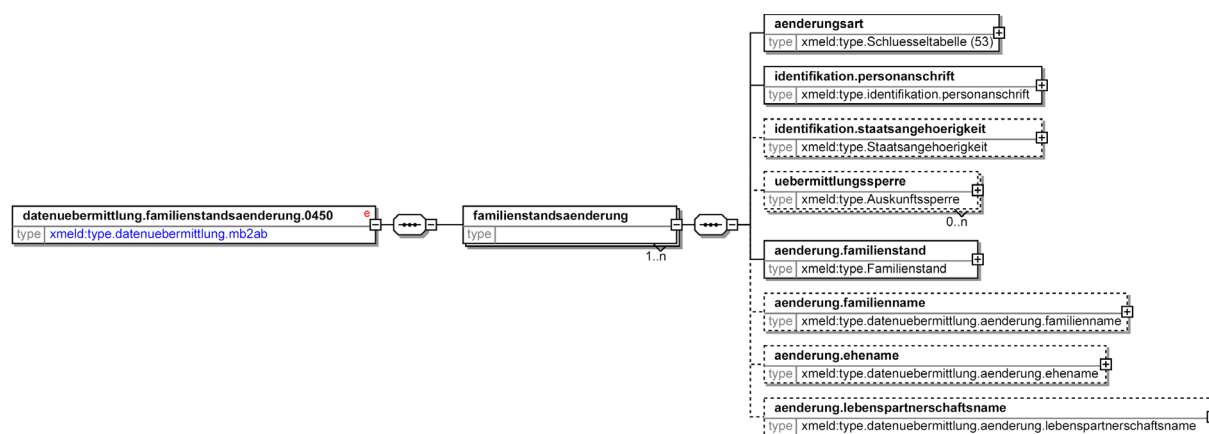 aenderungsart
type xmeld:type.Schluesseltabelle (53)
identifikation.personanschrift
type xmeld:type.identifikation.personanschrift
identifikation.staatsangehoerigkeit
type xmeld:type.Staatsangehoerigkeit
uebermittlungssperre
type xmeld:type.Auskunftssperre
0..n
datenuebermittlung.familienstandsaenderung.0450 e
type xmeld:type.datenuebermittlung.mb2ab
familienstandsaenderung
type
1..n
aenderung.familienstand
type xmeld:type.Familienstand
aenderung.familienname
type xmeld:type.datenuebermittlung.aenderung.familienname
aenderung.ehename
type xmeld:type.datenuebermittlung.aenderung.ehename
aenderung.lebenspartnerschaftsname
type xmeld:type.datenuebermittlung.aenderung.lebenspartnerschaftsname